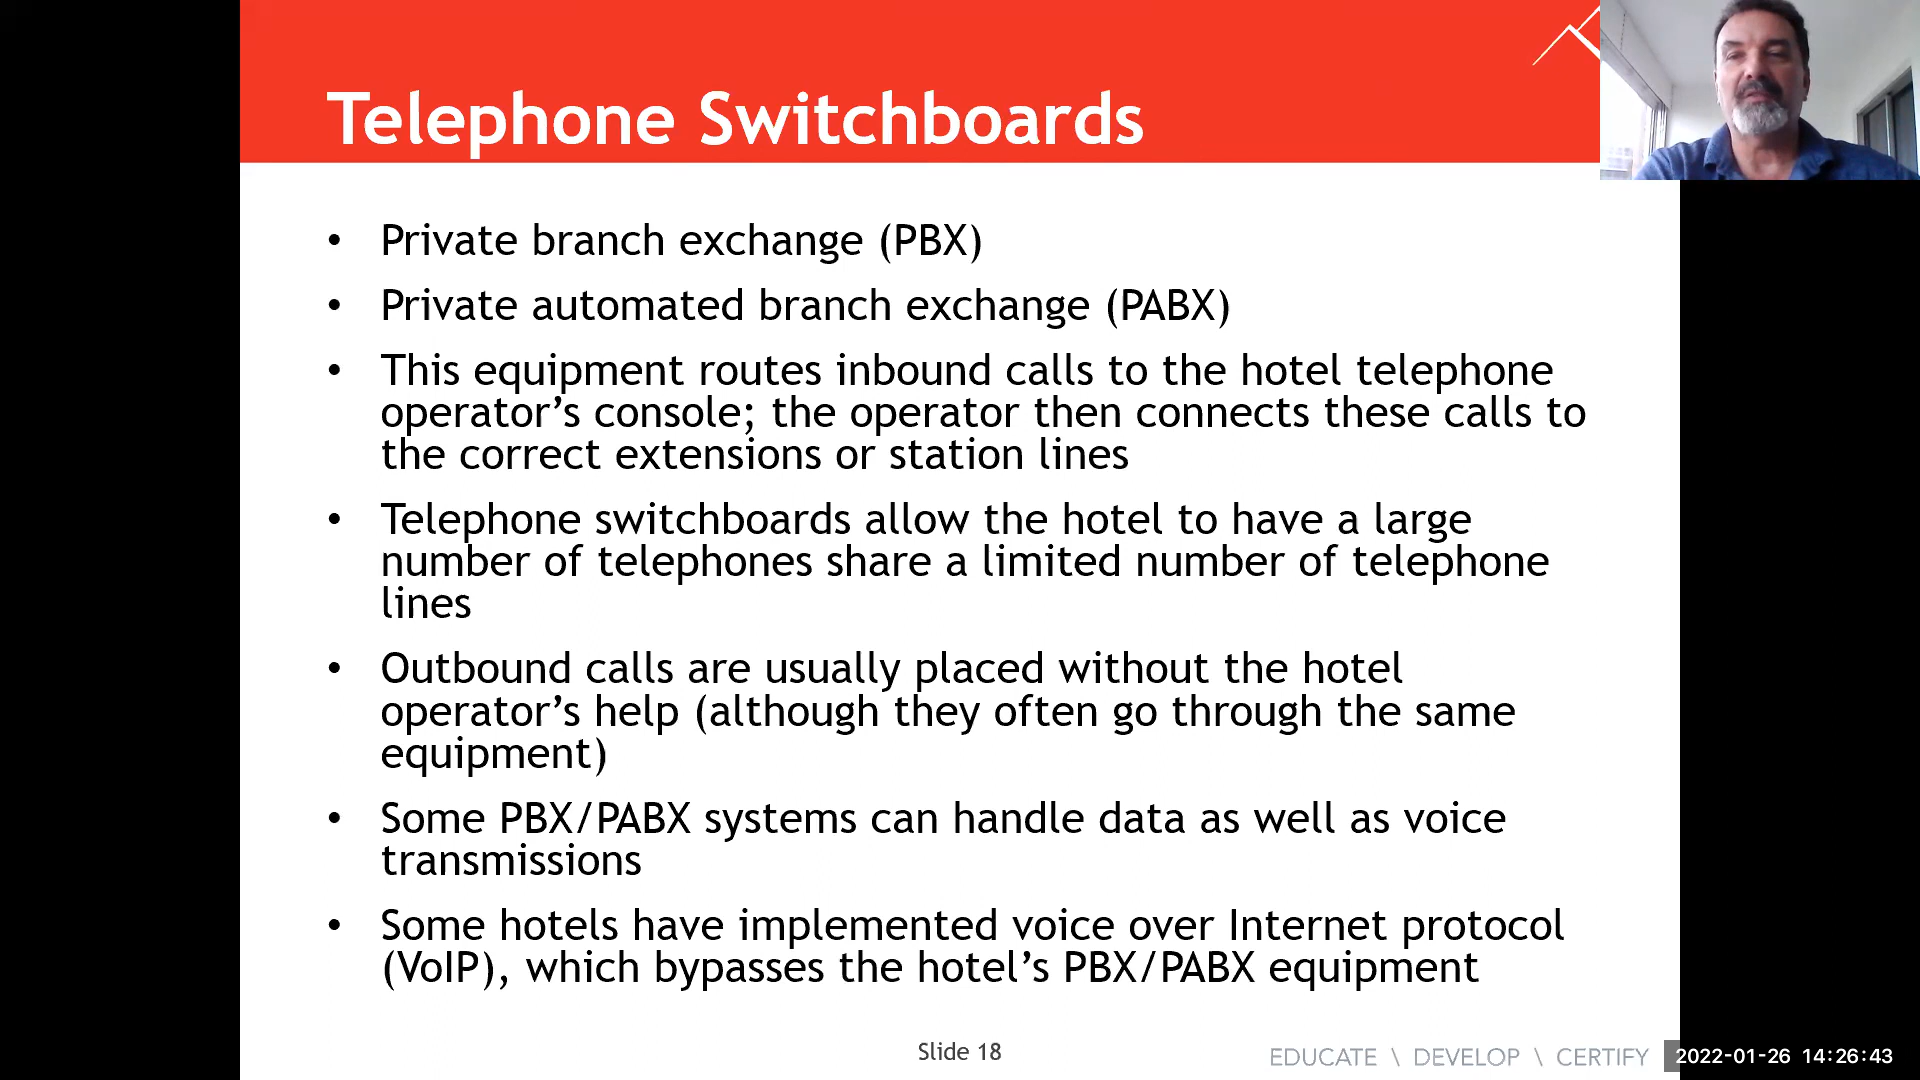 Telephone Switchboards
• Private branch exchange (PBX)
• Private automated branch exchange (PABX)
• This equipment routes inbound calls to the hotel telephone
operator’s console; the operator then connects these calls to
the correct extensions or station lines
• Telephone switchboards allow the hotel to have a large
number of telephones share a limited number of telephone
lines
• Outbound calls are usually placed without the hotel
operator’s help (although they often go through the same
equipment)
• Some PBX/PABX systems can handle data as well as voice
transmissions
• Some hotels have implemented voice over Internet protocol
(VoIP), which bypasses the hotel’s PBX/PABX equipment
Slide 18
EDUCATE \ DEVELOP \ CERTIFY
2022-01-26 14:26:43